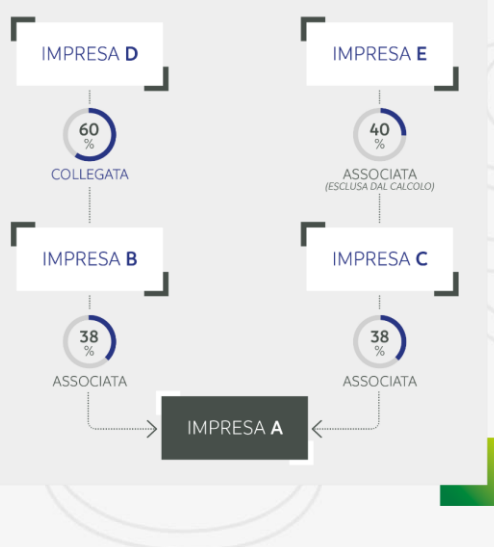 IMPRESA D
IMPRESA E
60
%
COLLEGATA
40
%
ASSOCIATA
(ESCLUSA DAL CALCOLO)
IMPRESA B
IMPRESA C
38
%
ASSOCIATA
38
%
ASSOCIATA
IMPRESA A